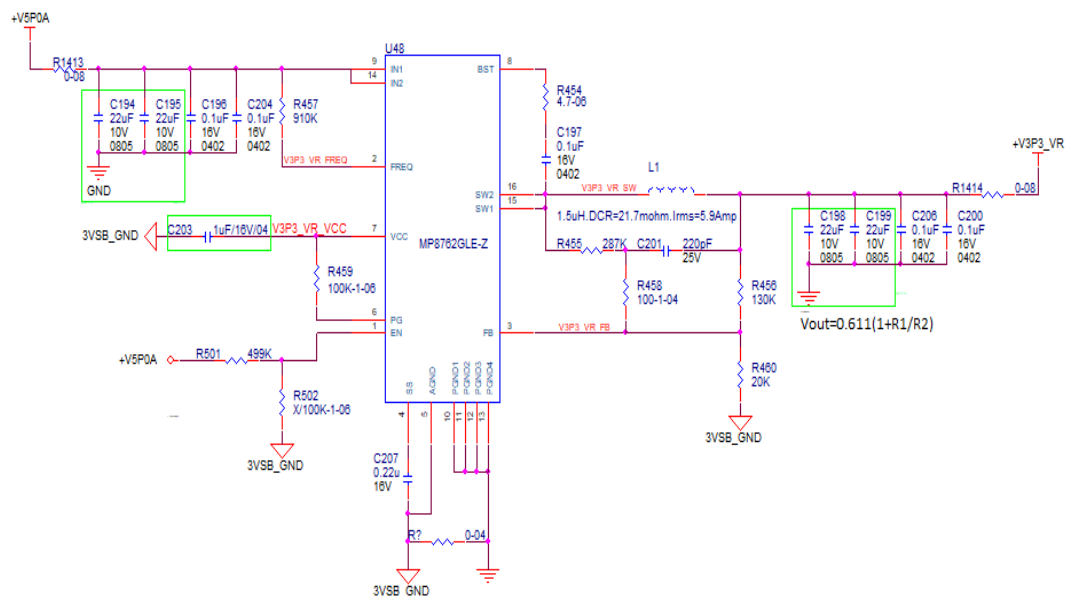 +V5P0A
R1413
0-08
C194
22uF
10V
0805
C195
22uF
10V
0805
C196
0.1uF
16V
0402
C204
0.1uF
16V
0402
R457
910K
GND
V3P3_VR_FREQ
3VSB_GND
C203
1uF/16V/04
V3P3_VR_VCC
R459
100K-1-06
+V5P0A
R501
499K
R502
X/100K-1-06
3VSB_GND
U48
9
14
2
7
6
1
IN1
IN2
FREQ
VCC
PG
EN
MP8762GLE-Z
BST
SW2
SW1
FB
8
16
15
3
SS
AGND
PGND1
PGND2
PGND3
PGND4
4
5
10
11
12
13
C207
0.22u
16V
R?
0-04
3VSB_GND
R454
4.7-06
C197
0.1uF
16V
0402
V3P3_VR_SW
L1
1.5uH.DCR=21.7mohm.Irms=5.9Amp
R455
287K
C201
220pF
25V
R458
100-1-04
R456
130K
V3P3_VR_FB
R460
20K
3VSB_GND
+V3P3_VR
R1414
0-08
C198
22uF
10V
0805
C199
22uF
10V
0805
C206
0.1uF
16V
0402
C200
0.1uF
16V
0402
Vout=0.611(1+R1/R2)